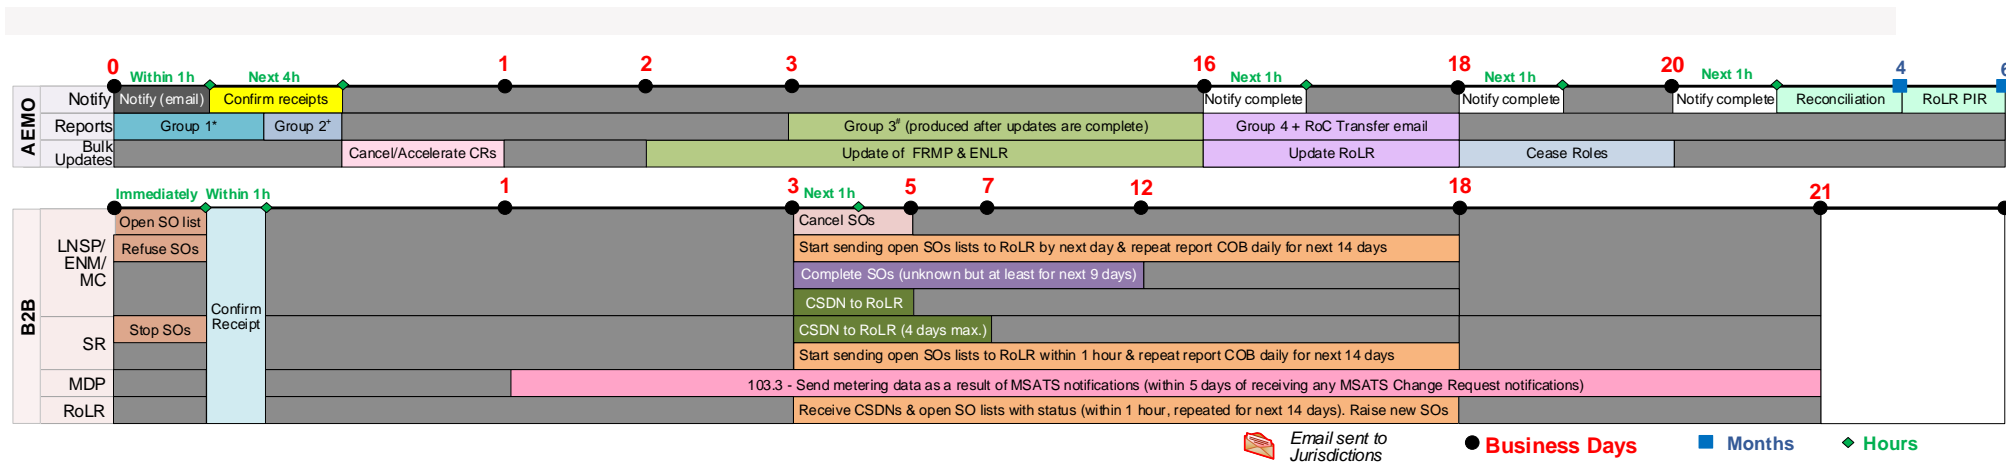 0 1 2 3 16 18 20 4 6
Within 1h Next 4h Next 1h Next 1h Next 1h
AEMO
Notify Notify (email) Confirm receipts Notify complete Notify complete Notify complete Reconciliation RoLR PIR
Reports Group 1* Group 2+ Group 3# (produced after updates are complete) Group 4 + RoC Transfer email
Bulk
Updates Cancel/Accelerate CRs Update of FRMP & ENLR Update RoLR Cease Roles
1 3 5 7 12 18 21
Immediately Within 1h Next 1h
B2B
LNSP/
ENM/
MC
Open SO list Cancel SOs
Refuse SOs Start sending open SOs lists to RoLR by next day & repeat report COB daily for next 14 days
Complete SOs (unknown but at least for next 9 days)
CSDN to RoLR
Confirm
Receipt
SR
Stop SOs CSDN to RoLR (4 days max.)
Start sending open SOs lists to RoLR within 1 hour & repeat report COB daily for next 14 days
MDP 103.3 - Send metering data as a result of MSATS notifications (within 5 days of receiving any MSATS Change Request notifications)
RoLR Receive CSDNs & open SO lists with status (within 1 hour, repeated for next 14 days). Raise new SOs
Email sent to
Jurisdictions
Business Days Months Hours